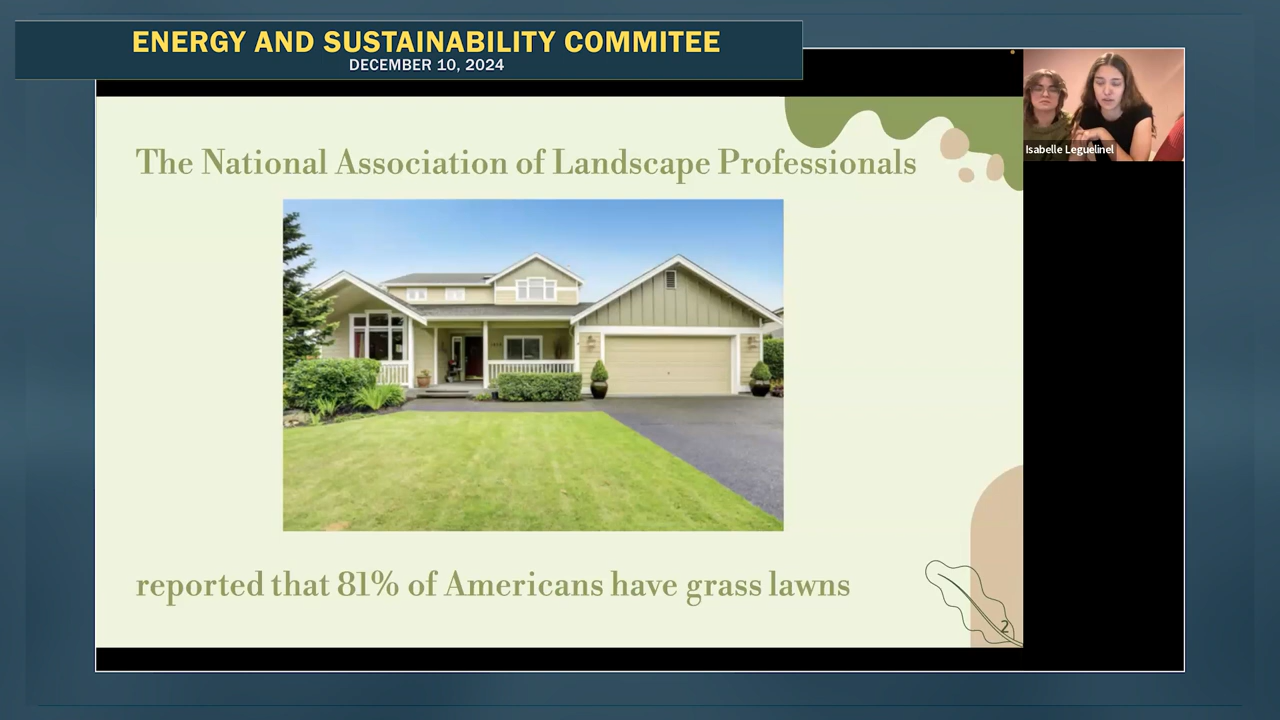 ENERGY AND SUSTAINABILITY COMMITEE
DECEMBER 10, 2024
Isabelle Leguelinel
The National Association of Landscape Professionals
reported that 81% of Americans have grass lawns
2